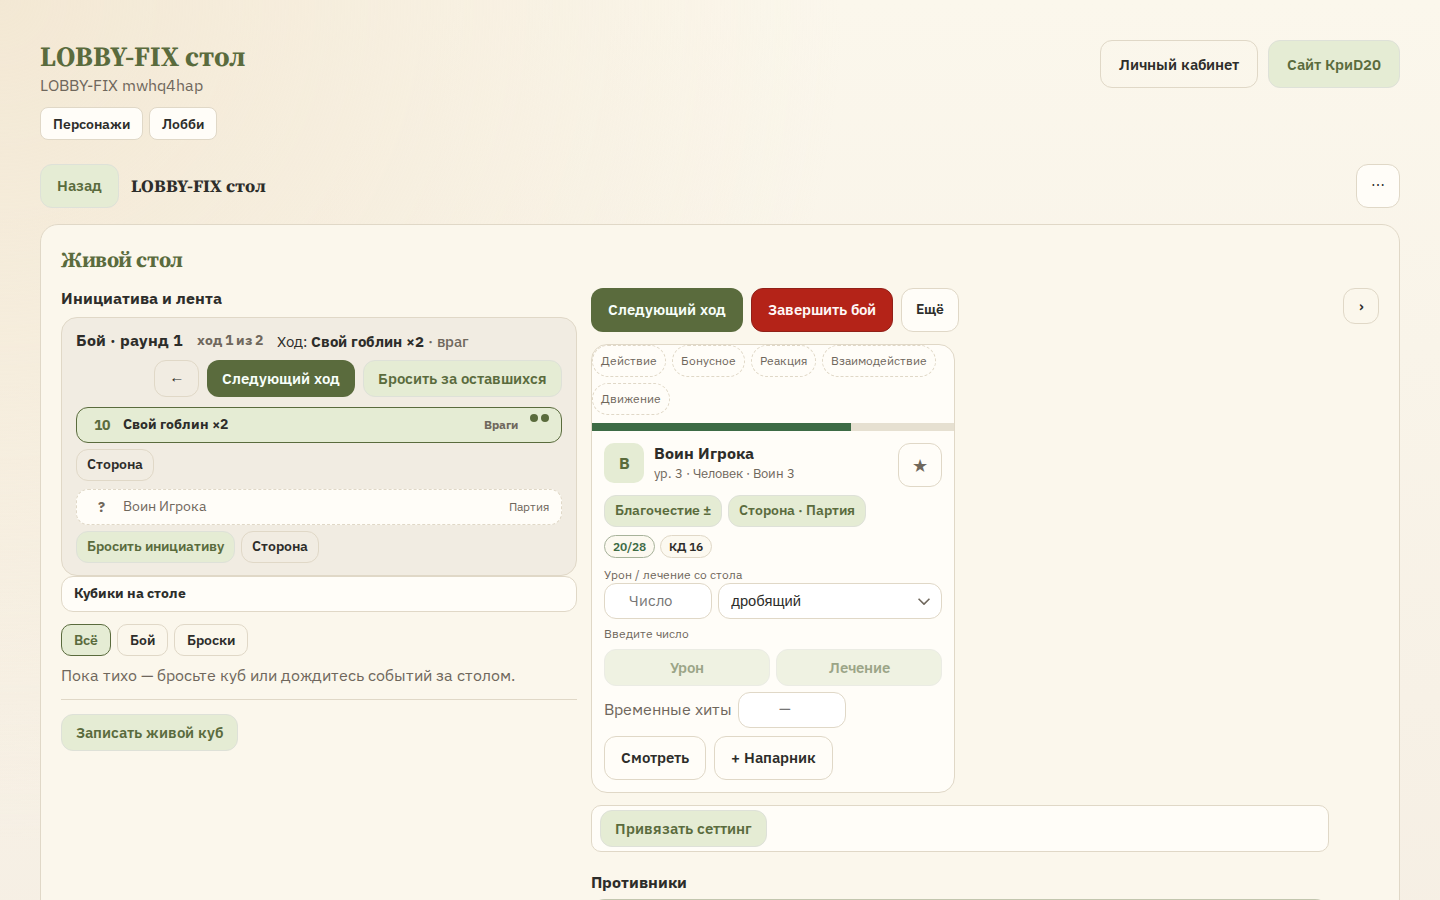 LOBBY-FIX стол
LOBBY-FIX mwhq4hap
Персонажи
Лобби
Личный кабинет
Сайт КриD20
Назад
LOBBY-FIX стол
...
Живой стол
Инициатива и лента
Бой · раунд 1
ход 1 из 2
Ход: Свой гоблин ×2 · враг
←
Следующий ход
Бросить за оставшихся
10
Свой гоблин ×2
Враги
Сторона
?
Воин Игрока
Партия
Бросить инициативу
Сторона
Кубики на столе
Всё
Бой
Броски
Пока тихо — бросьте куб или дождитесь событий за столом.
Записать живой куб
Следующий ход
Завершить бой
Ещё
›
Действие
Бонусное
Реакция
Взаимодействие
Движение
В
Воин Игрока
ур. 3 · Человек · Воин 3
★
Благочестие ±
Сторона · Партия
20/28
КД 16
Урон / лечение со стола
Число
дробящий
Введите число
Урон
Лечение
Временные хиты
—
Смотреть
+ Напарник
Привязать сеттинг
Противники